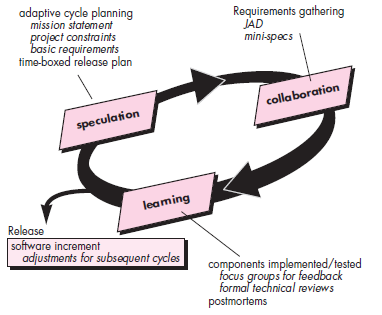 adaptive cycle planning
mission statement
project constraints
basic requirements
time-boxed release plan
Requirements gathering
JAD
mini-specs
speculation
collaboration
learning
Release
software increment
adjustments for subsequent cycles
components implemented/tested
focus groups for feedback
formal technical reviews
postmortems